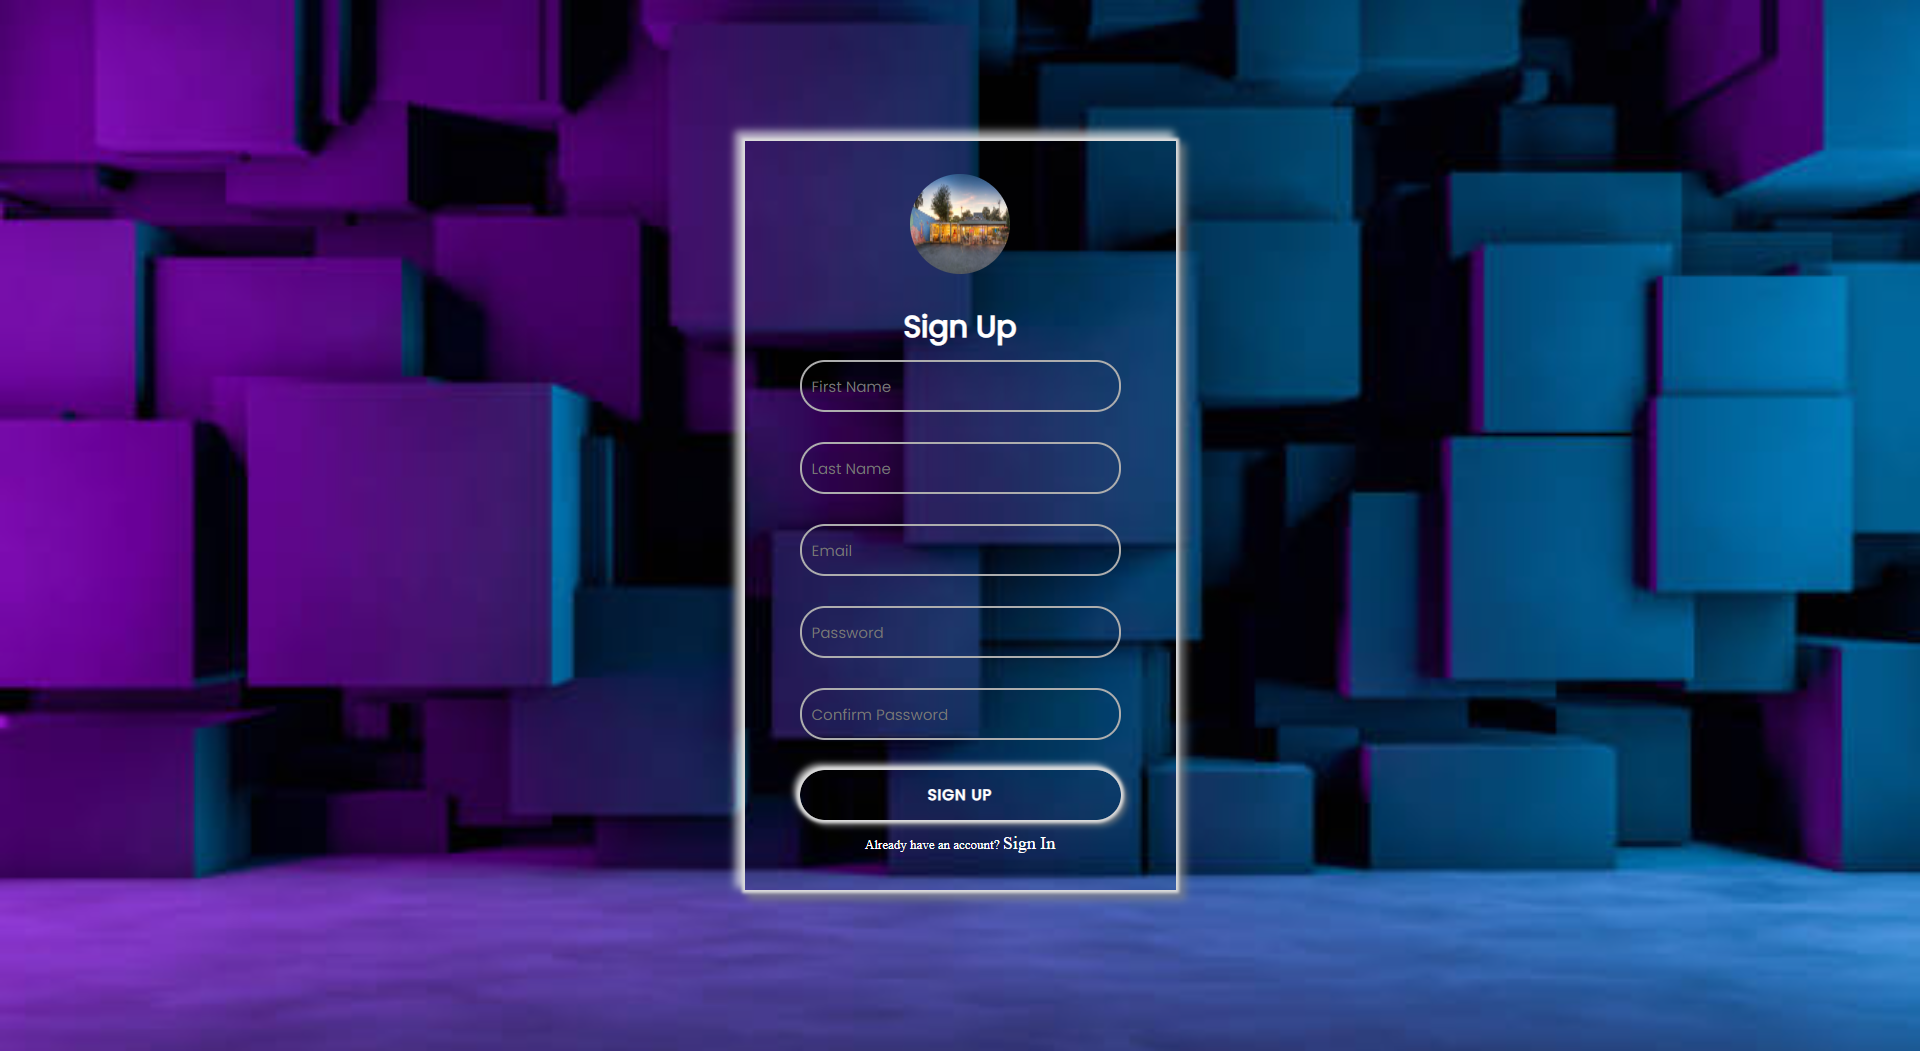 Sign Up
First Name
Last Name
Email
Password
Confirm Password
SIGN UP
Already have an account? Sign In